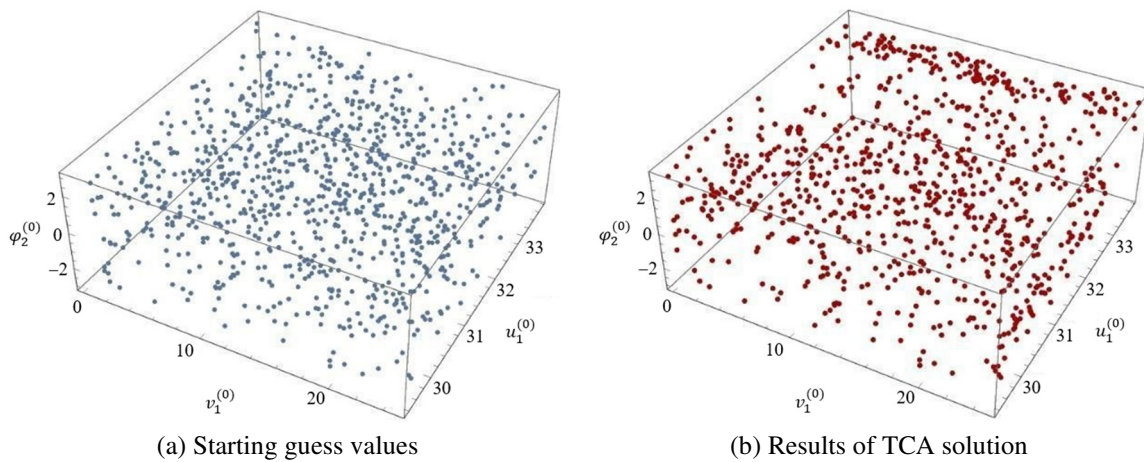 2
0
−2
φ₂⁽⁰⁾
0
10
20
v₁⁽⁰⁾
30
31
32
33
u₁⁽⁰⁾
(a) Starting guess values
2
0
−2
φ₂⁽⁰⁾
0
10
20
v₁⁽⁰⁾
30
31
32
33
u₁⁽⁰⁾
(b) Results of TCA solution